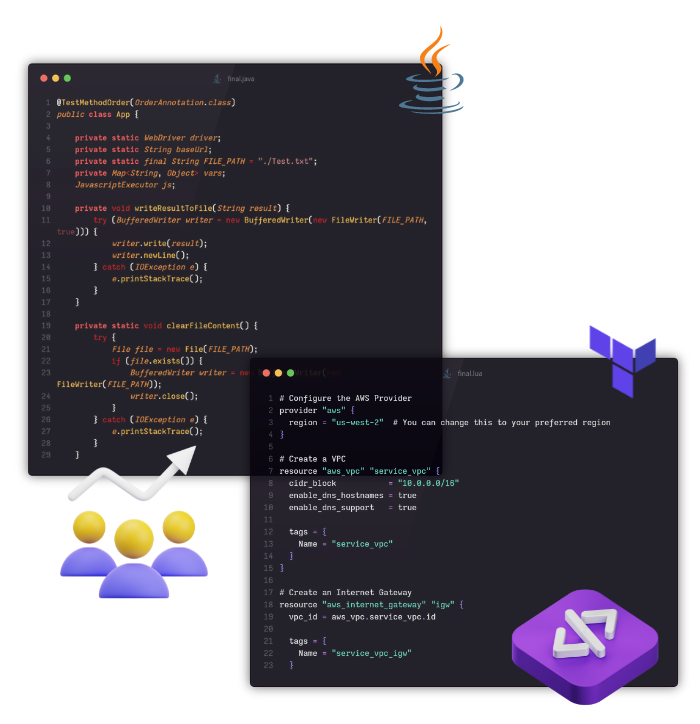 final.java
1 @TestMethodOrder(OrderAnnotation.class)
2 public class App {
3
4 private static WebDriver driver;
5 private static String baseUrl;
6 private static final String FILE_PATH = "./Test.txt";
7 private Map<String, Object> vars;
8 JavascriptExecutor js;
9
10 private void writeResultToFile(String result) {
11 try (BufferedWriter writer = new BufferedWriter(new FileWriter(FILE_PATH,
true))) {
12 writer.write(result);
13 writer.newLine();
14 } catch (IOException e) {
15 e.printStackTrace();
16 }
17 }
18
19 private static void clearFileContent() {
20 try {
21 File file = new File(FILE_PATH);
22 if (file.exists()) {
23 BufferedWriter writer = new BufferedWriter(new
FileWriter(FILE_PATH));
24 writer.close();
25 }
26 } catch (IOException e) {
27 e.printStackTrace();
28 }
29 }
final.lua
1 # Configure the AWS Provider
2 provider "aws" {
3 region = "us-west-2" # You can change this to your preferred region
4 }
5
6 # Create a VPC
7 resource "aws_vpc" "service_vpc" {
8 cidr_block = "10.0.0.0/16"
9 enable_dns_hostnames = true
10 enable_dns_support = true
11
12 tags = {
13 Name = "service_vpc"
14 }
15 }
16
17 # Create an Internet Gateway
18 resource "aws_internet_gateway" "igw" {
19 vpc_id = aws_vpc.service_vpc.id
20
21 tags = {
22 Name = "service_vpc_igw"
23 }